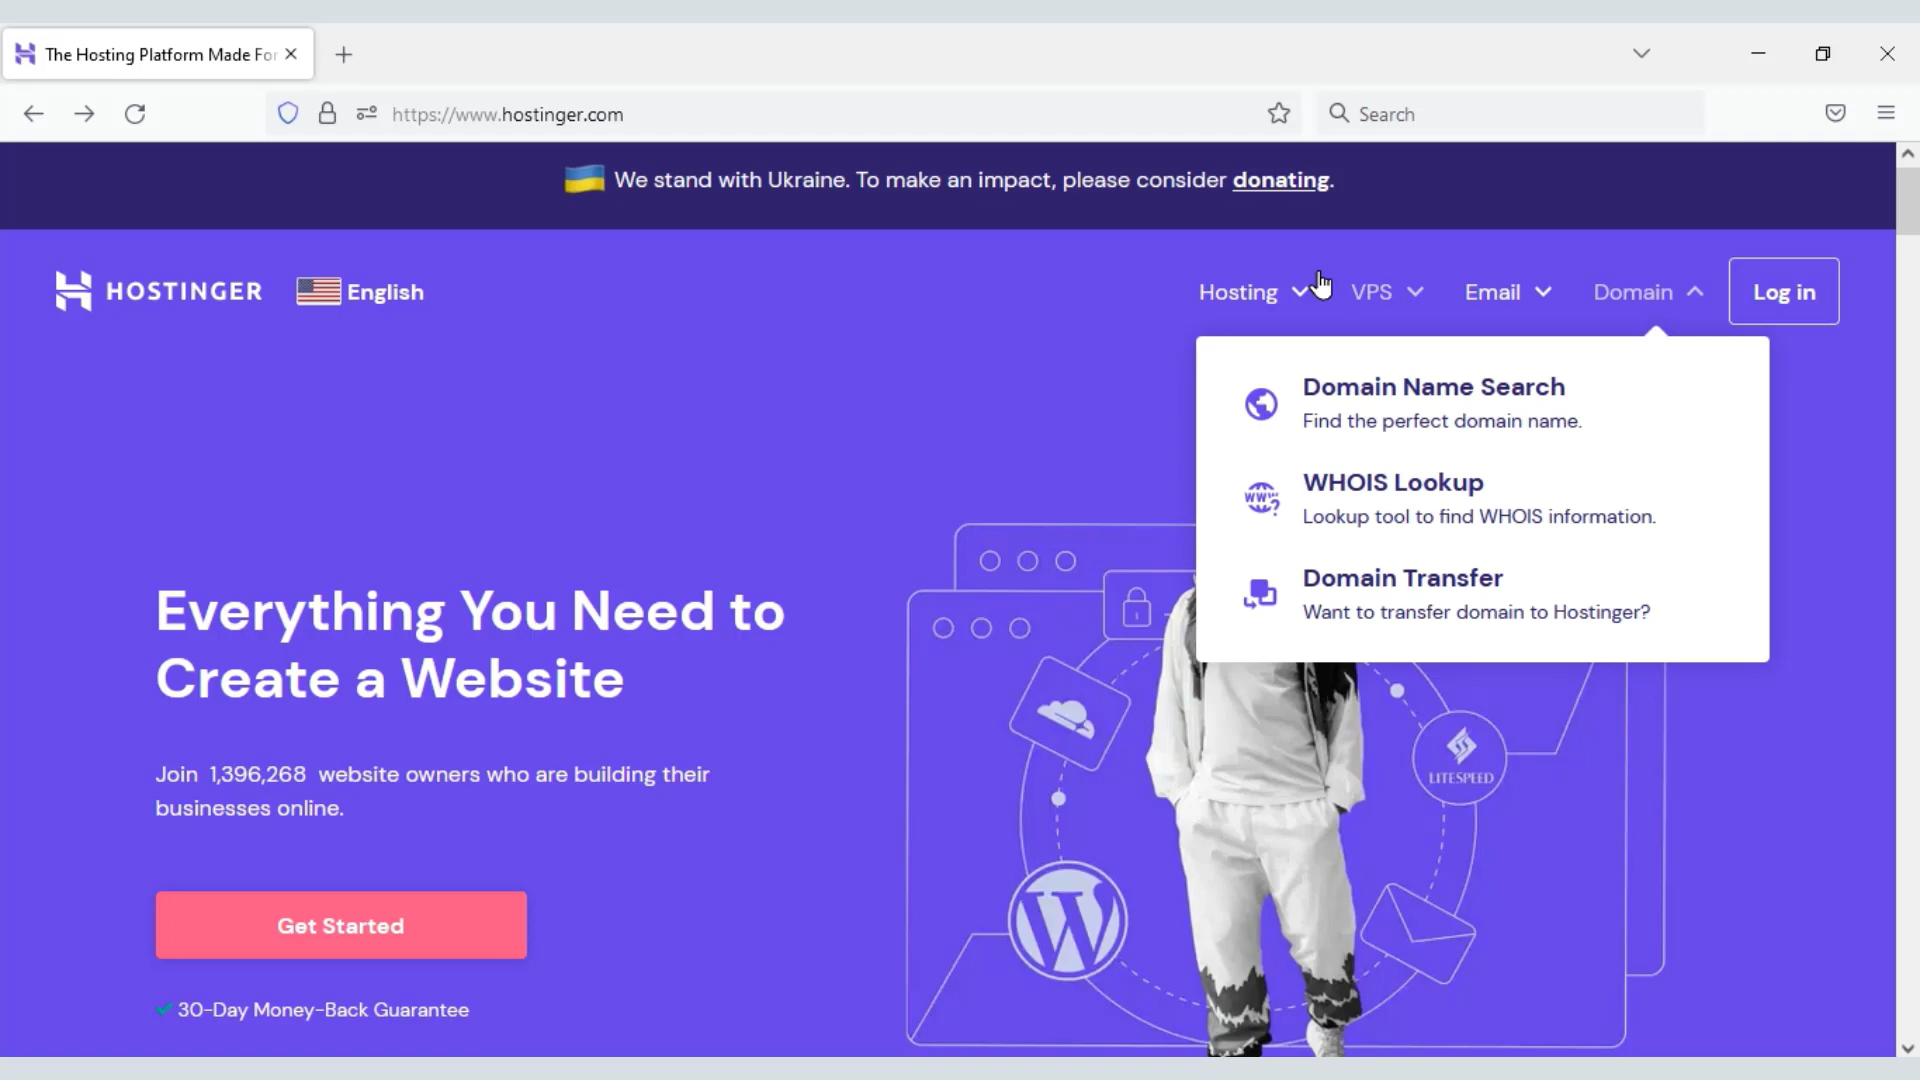 The Hosting Platform Made For
https://www.hostinger.com
Search
We stand with Ukraine. To make an impact, please consider donating.
HOSTINGER
English
Hosting
VPS
Email
Domain
Log in
Domain Name Search
Find the perfect domain name.
WHOIS Lookup
Lookup tool to find WHOIS information.
Domain Transfer
Want to transfer domain to Hostinger?
WWW?
Everything You Need to
Create a Website
Join 1,396,268 website owners who are building their
businesses online.
Get Started
30-Day Money-Back Guarantee
LITESPEED
W